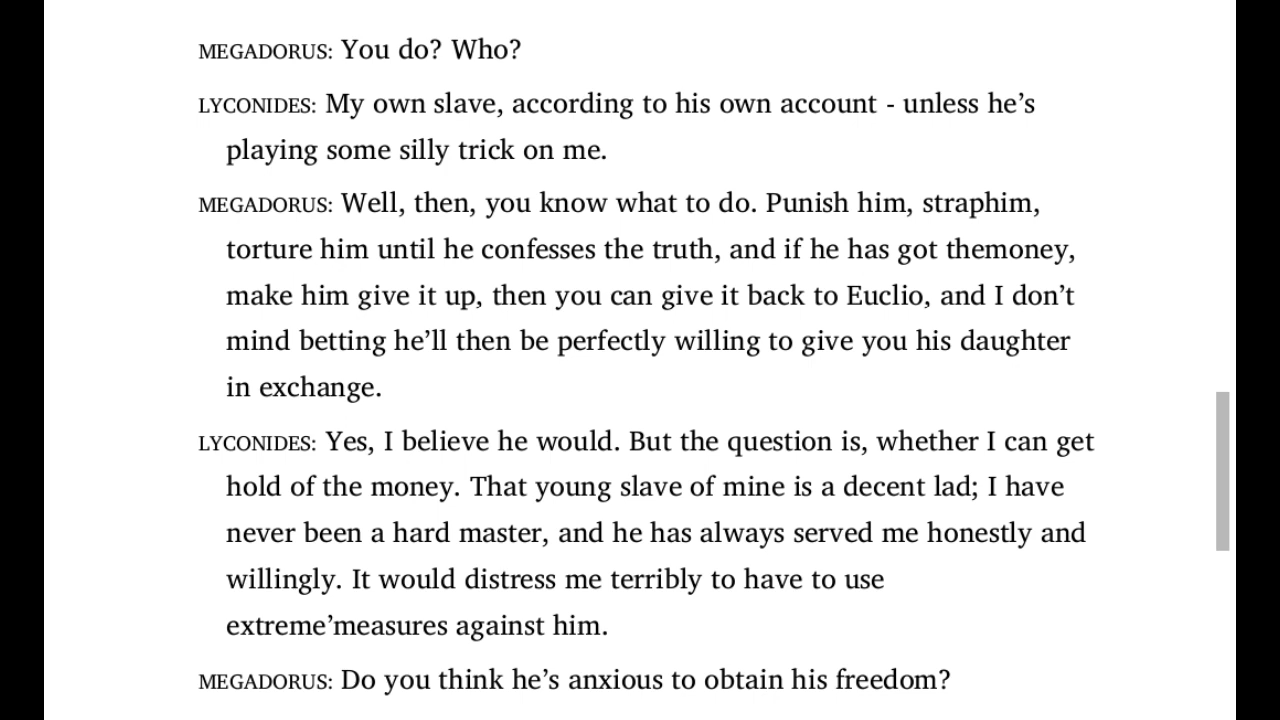 MEGADORUS: You do? Who?
LYCONIDES: My own slave, according to his own account - unless he’s
playing some silly trick on me.
MEGADORUS: Well, then, you know what to do. Punish him, straphim,
torture him until he confesses the truth, and if he has got themoney,
make him give it up, then you can give it back to Euclio, and I don’t
mind betting he’ll then be perfectly willing to give you his daughter
in exchange.
LYCONIDES: Yes, I believe he would. But the question is, whether I can get
hold of the money. That young slave of mine is a decent lad; I have
never been a hard master, and he has always served me honestly and
willingly. It would distress me terribly to have to use
extreme’measures against him.
MEGADORUS: Do you think he’s anxious to obtain his freedom?